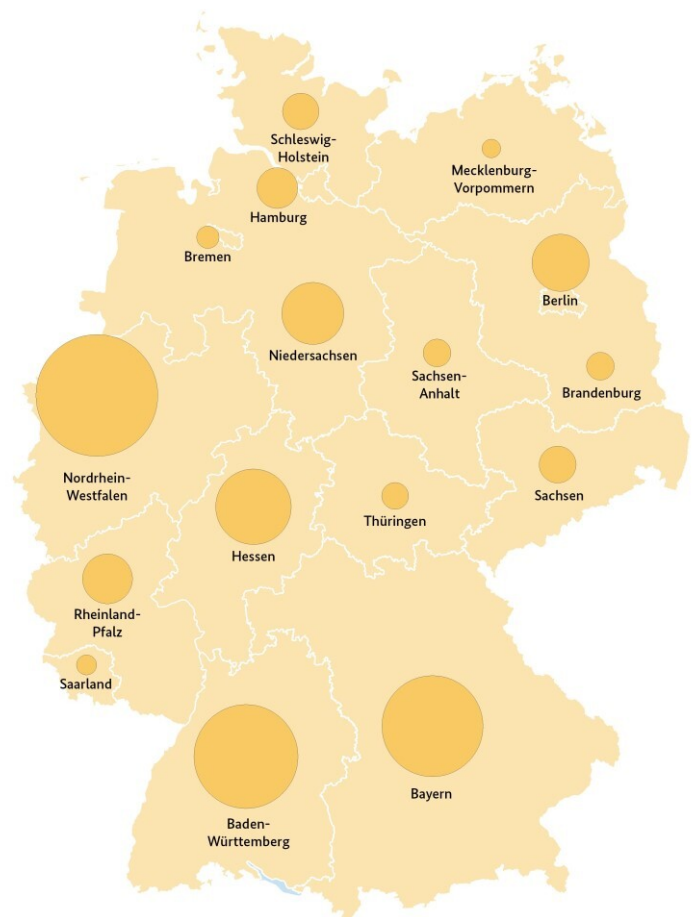 Schleswig-
Holstein
Mecklenburg-
Vorpommern
Hamburg
Bremen
Berlin
Niedersachsen
Sachsen-
Anhalt
Brandenburg
Nordrhein-
Westfalen
Sachsen
Thüringen
Hessen
Rheinland-
Pfalz
Saarland
Bayern
Baden-
Württemberg